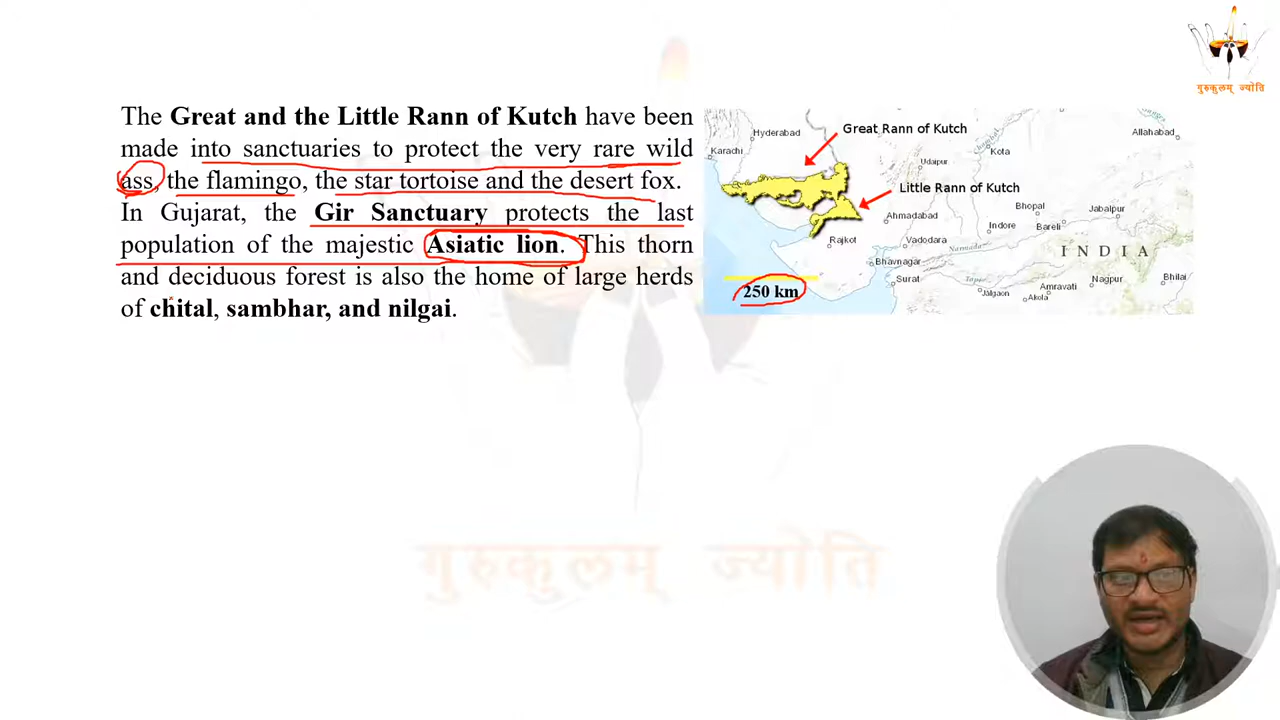 The Great and the Little Rann of Kutch have been
made into sanctuaries to protect the very rare wild
ass, the flamingo, the star tortoise and the desert fox.
In Gujarat, the Gir Sanctuary protects the last
population of the majestic Asiatic lion. This thorn
and deciduous forest is also the home of large herds
of chital, sambhar, and nilgai.
गुरुकुलम् ज्योति
Great Rann of Kutch
Hyderabad
Allahabad
Karachi
Kota
Udaipur
Little Rann of Kutch
Bhopal
Jabalpur
Ahmadabad
Indore
Bareli
Rajkot
Vadodara
Narmada
INDIA
Bhavnagar
250 km
Surat
Tapi
Jalgaon
Amravati
Akola
Nagpur
Bhilai
गुरुकुलम् ज्योति